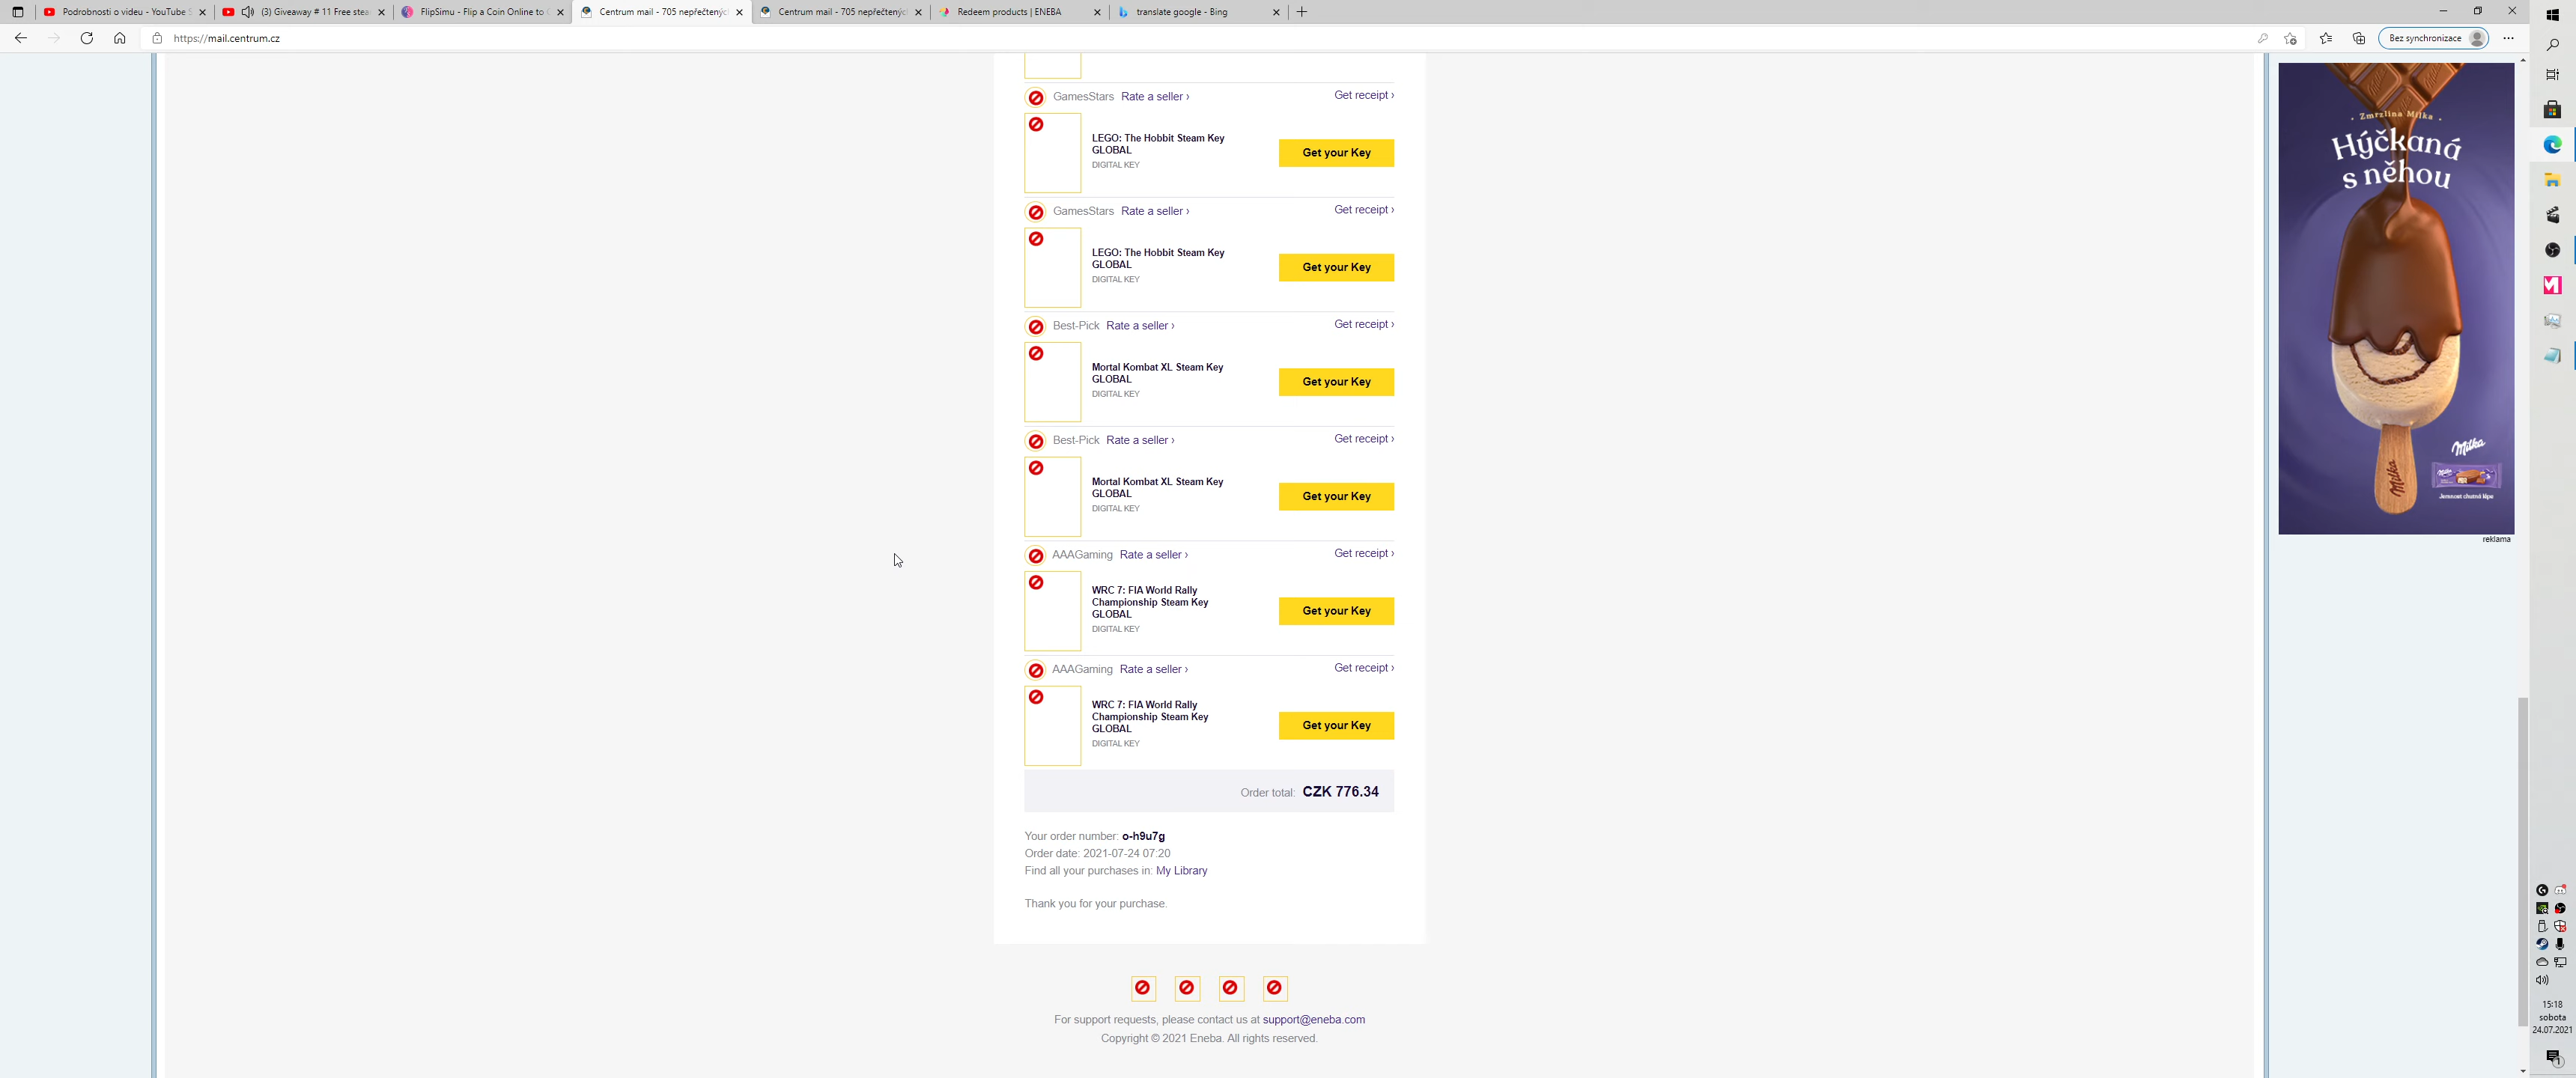 Podrobnosti o videu - YouTube S
(3) Giveaway # 11 Free stea
FlipSimu - Flip a Coin Online to
Centrum mail - 705 nepřečtenýc
Centrum mail - 705 nepřečtenýc
Redeem products | ENEBA
translate google - Bing
https://mail.centrum.cz
Bez synchronizace
GamesStars Rate a seller › Get receipt ›
LEGO: The Hobbit Steam Key
GLOBAL
DIGITAL KEY
Get your Key
GamesStars Rate a seller › Get receipt ›
LEGO: The Hobbit Steam Key
GLOBAL
DIGITAL KEY
Get your Key
Best-Pick Rate a seller › Get receipt ›
Mortal Kombat XL Steam Key
GLOBAL
DIGITAL KEY
Get your Key
Best-Pick Rate a seller › Get receipt ›
Mortal Kombat XL Steam Key
GLOBAL
DIGITAL KEY
Get your Key
AAAGaming Rate a seller › Get receipt ›
WRC 7: FIA World Rally
Championship Steam Key
GLOBAL
DIGITAL KEY
Get your Key
AAAGaming Rate a seller › Get receipt ›
WRC 7: FIA World Rally
Championship Steam Key
GLOBAL
DIGITAL KEY
Get your Key
Order total: CZK 776.34
Your order number: o-h9u7g
Order date: 2021-07-24 07:20
Find all your purchases in: My Library
Thank you for your purchase.
For support requests, please contact us at support@eneba.com
Copyright © 2021 Eneba. All rights reserved.
Zmrzlina Milka
Hýčkaná
s něhou
Milka
Milka
Milka
Jemnost chutná lépe
reklama
15:18
sobota
24.07.2021
1